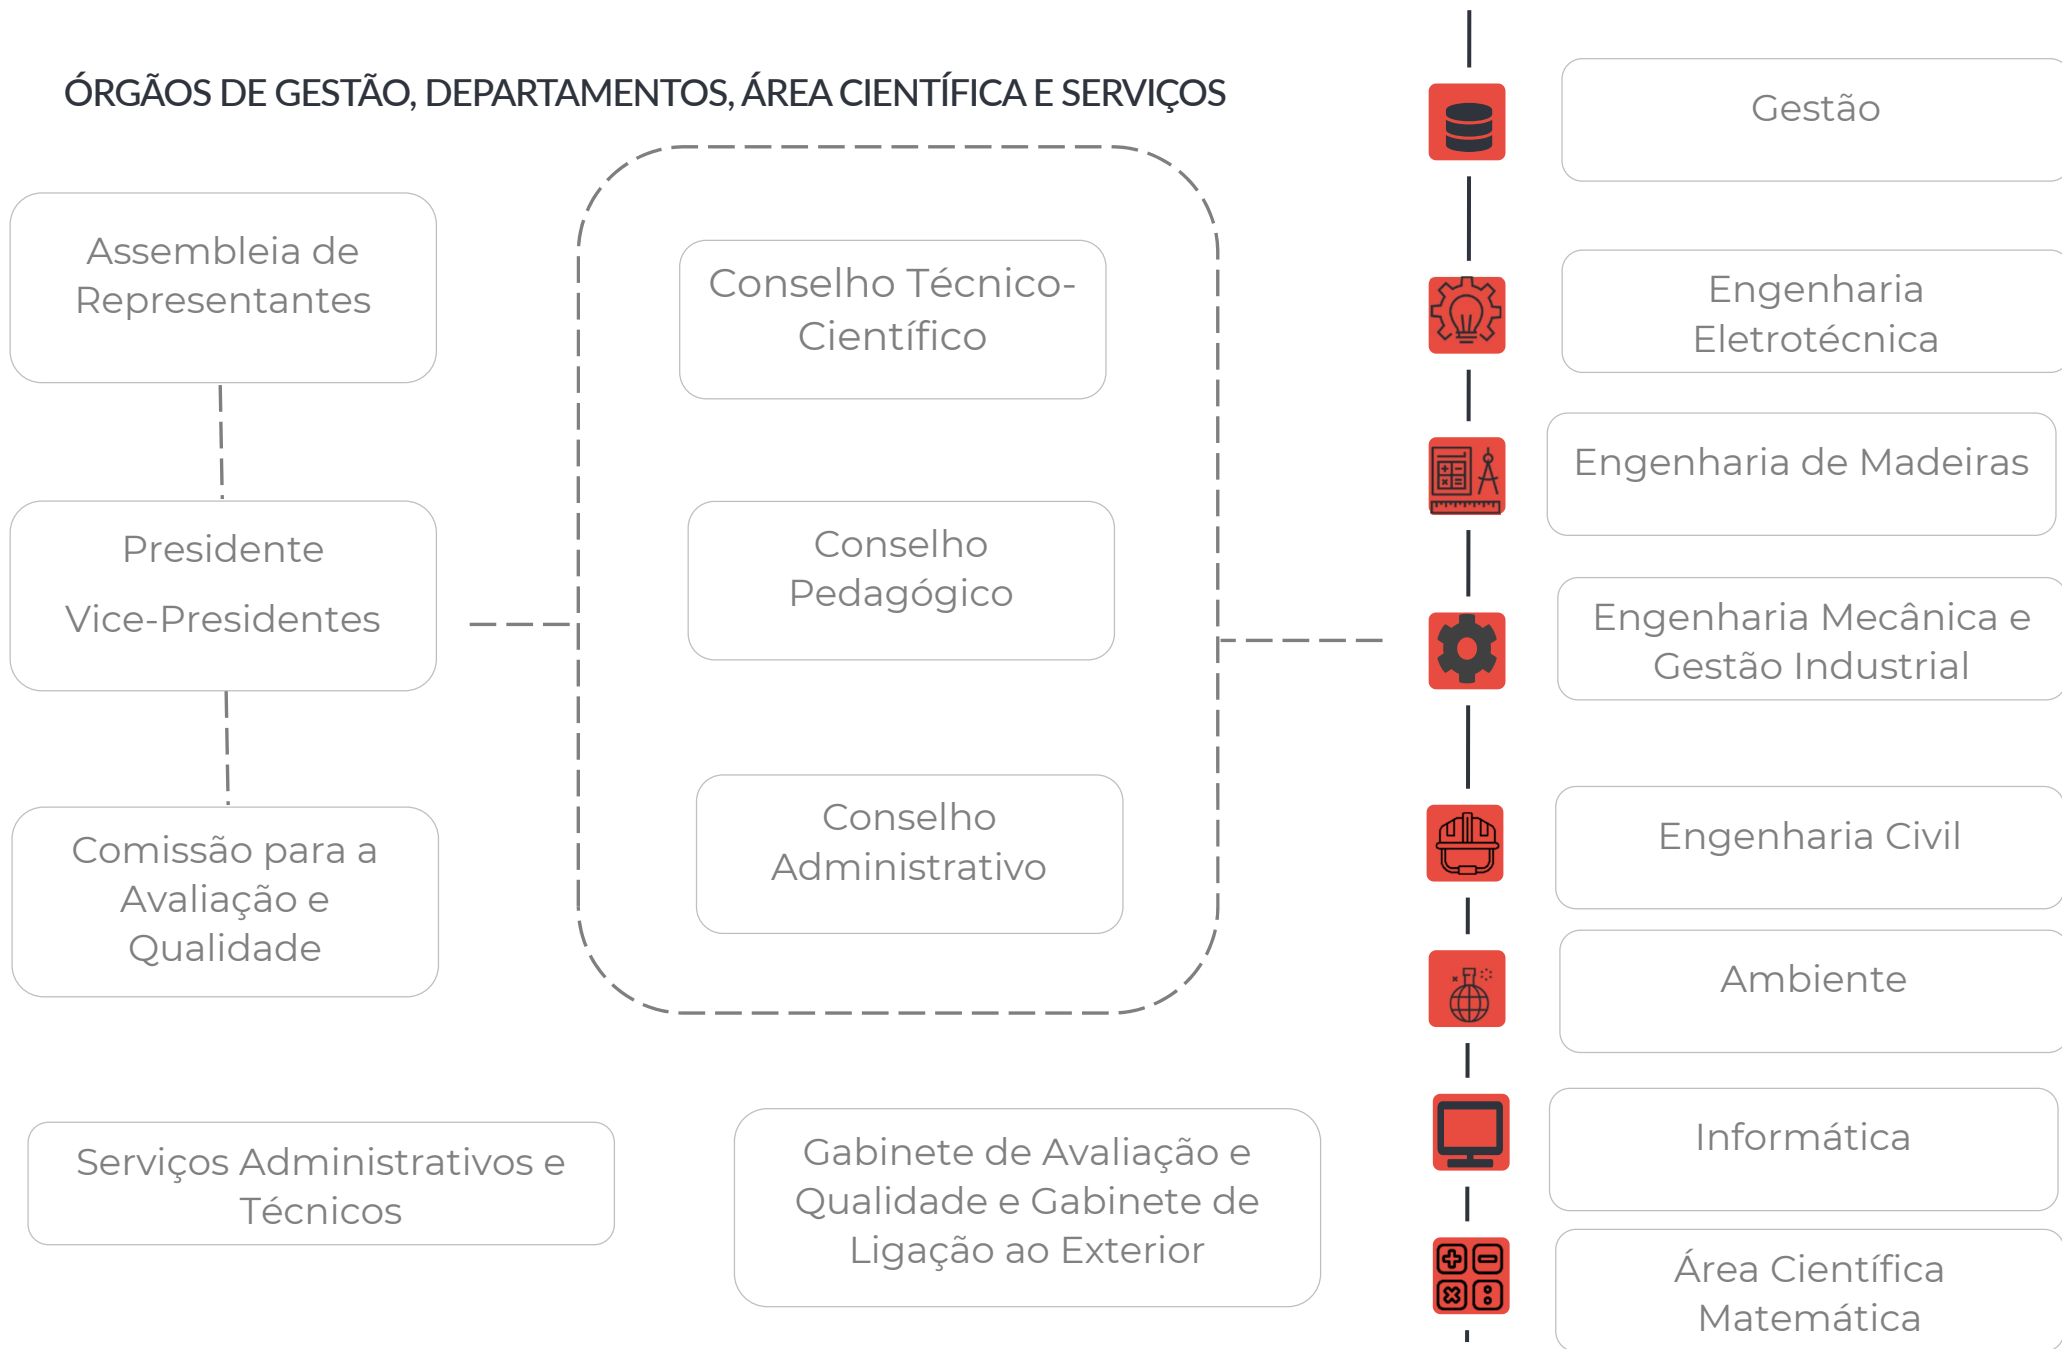 ÓRGÃOS DE GESTÃO, DEPARTAMENTOS, ÁREA CIENTÍFICA E SERVIÇOS
Assembleia de
Representantes
Presidente
Vice-Presidentes
Comissão para a
Avaliação e
Qualidade
Conselho Técnico-
Científico
Conselho
Pedagógico
Conselho
Administrativo
Serviços Administrativos e
Técnicos
Gabinete de Avaliação e
Qualidade e Gabinete de
Ligação ao Exterior
Gestão
Engenharia
Eletrotécnica
Engenharia de Madeiras
Engenharia Mecânica e
Gestão Industrial
Engenharia Civil
Ambiente
Informática
Área Científica
Matemática